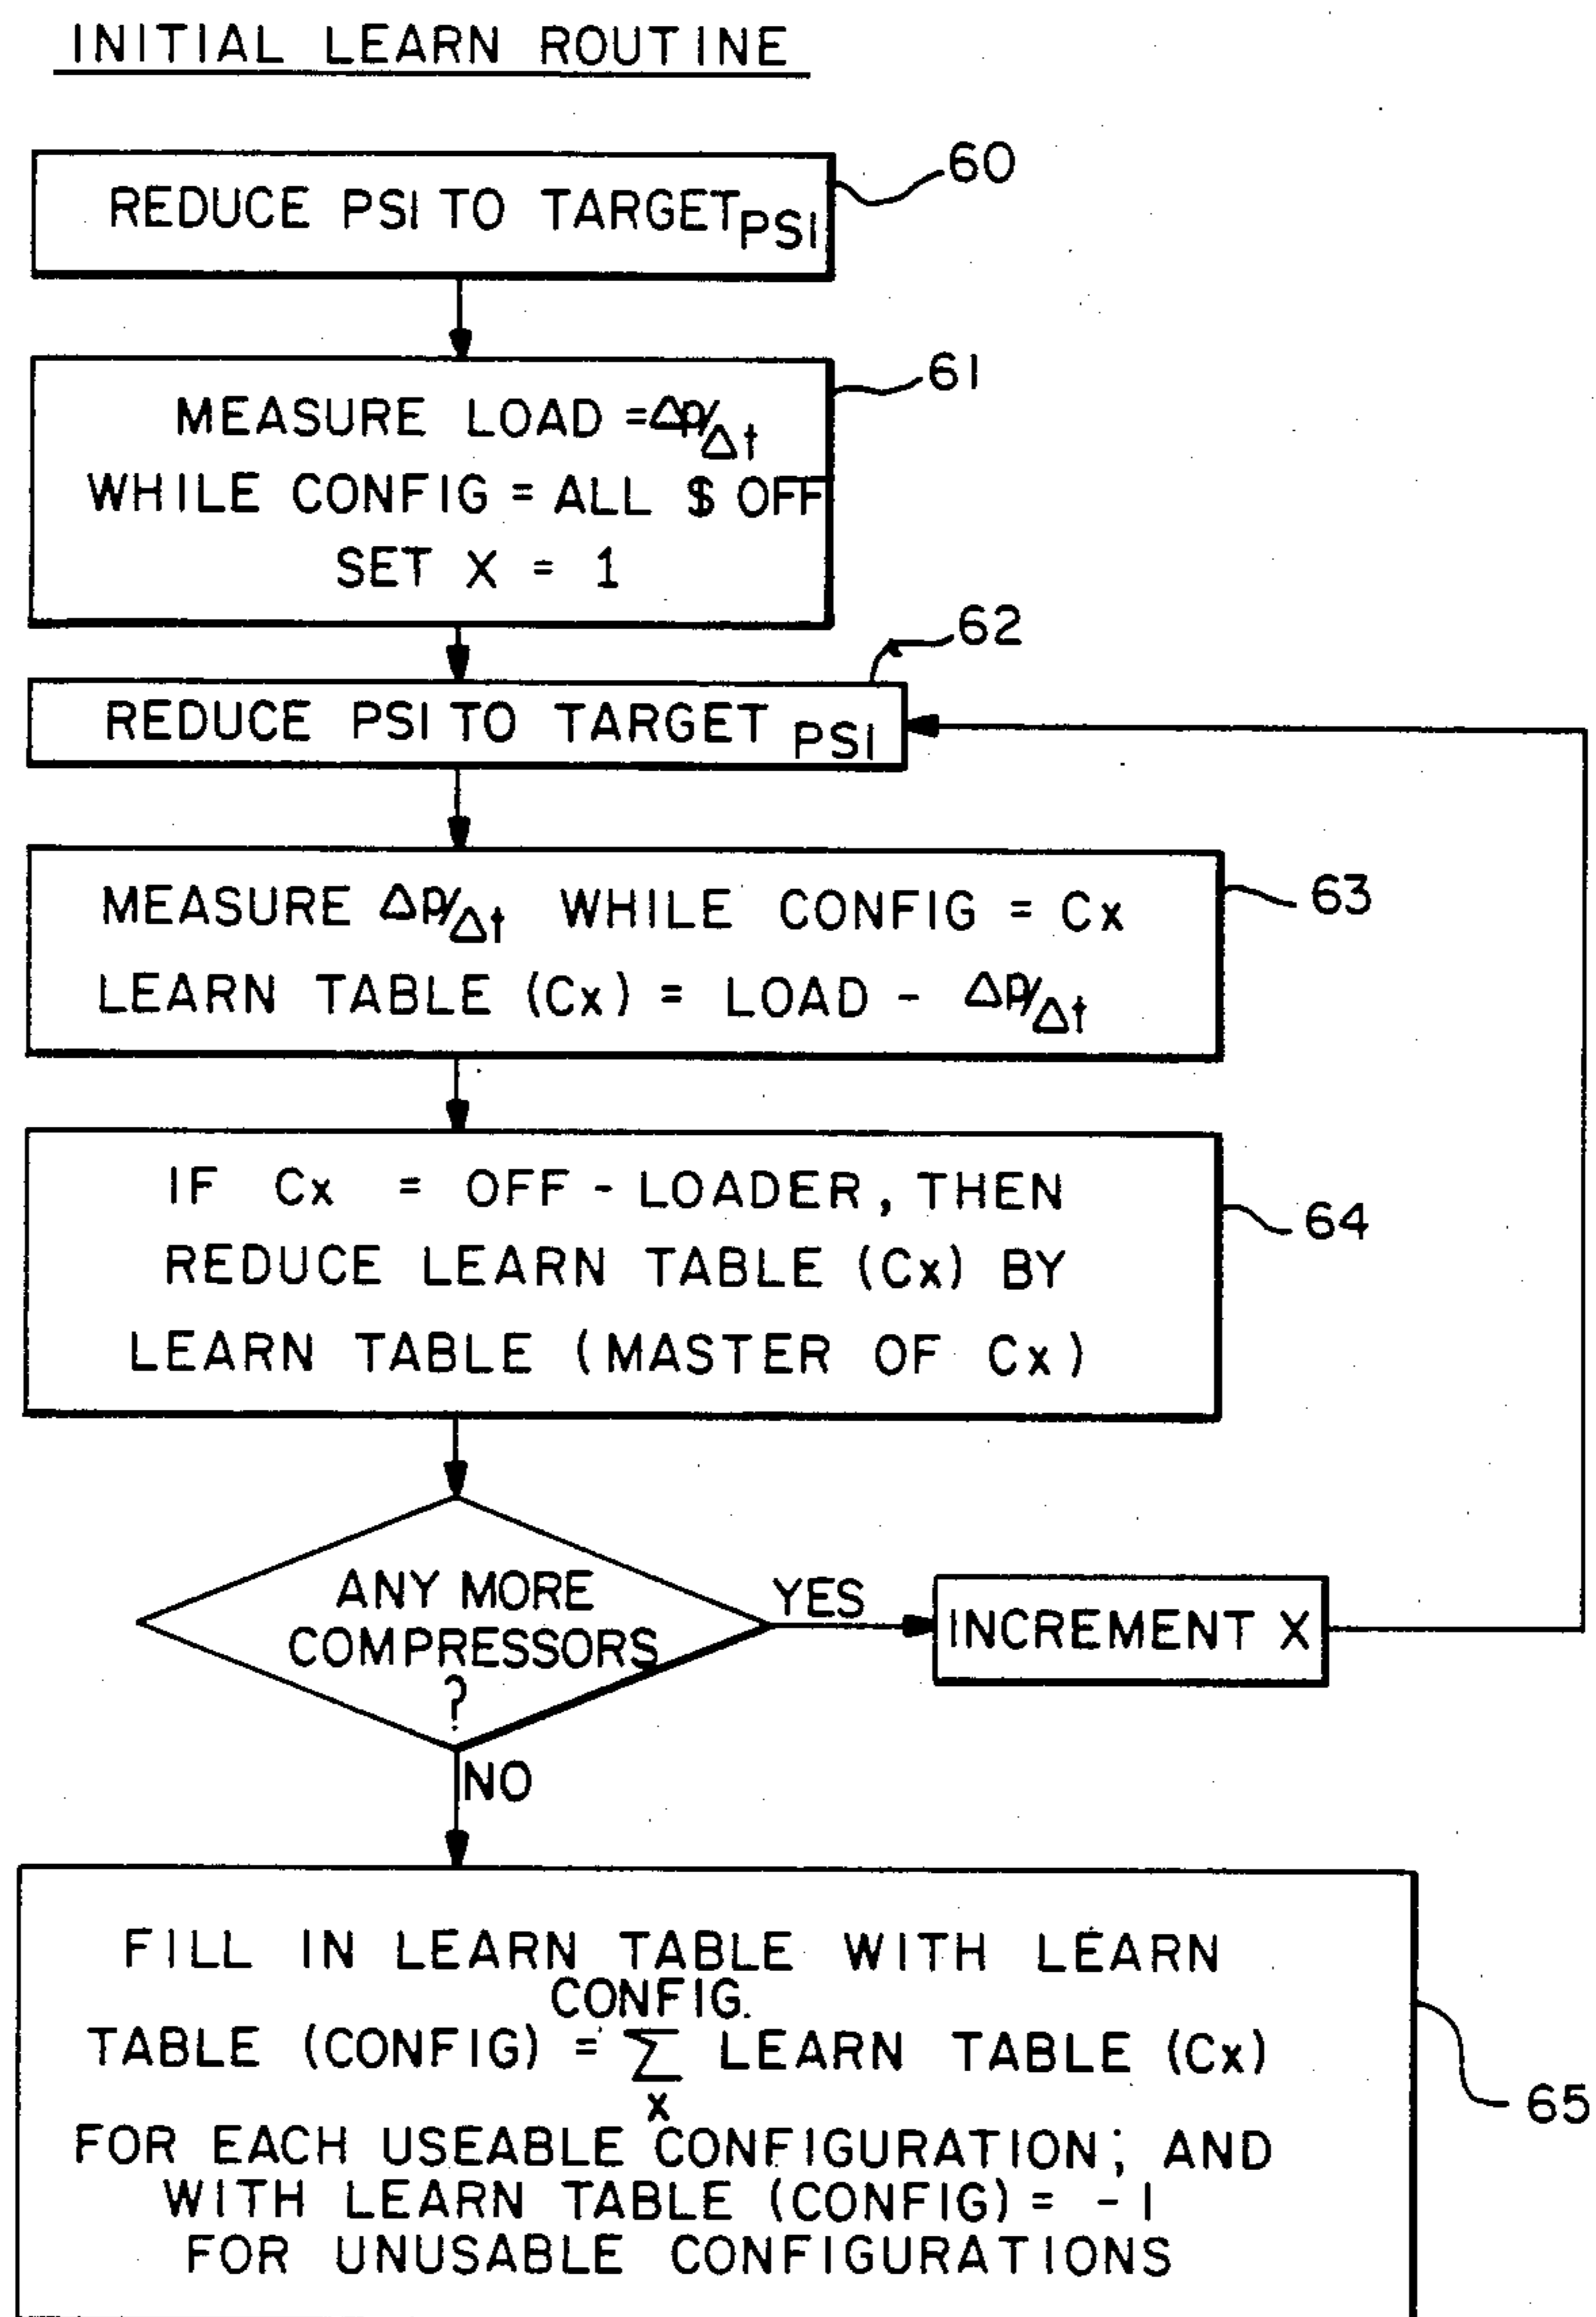 INITIAL LEARN ROUTINE
REDUCE PSI TO TARGET PSI
60
MEASURE LOAD = Δp/Δt
WHILE CONFIG = ALL $ OFF
SET X = 1
61
62
REDUCE PSI TO TARGET PSI
MEASURE Δp/Δt WHILE CONFIG = Cx
LEARN TABLE (Cx) = LOAD - Δp/Δt
63
IF Cx = OFF - LOADER, THEN
REDUCE LEARN TABLE (Cx) BY
LEARN TABLE (MASTER OF Cx)
64
ANY MORE
COMPRESSORS
?
YES
INCREMENT X
NO
FILL IN LEARN TABLE WITH LEARN
CONFIG.
TABLE (CONFIG) = Σ LEARN TABLE (Cx)
x
FOR EACH USEABLE CONFIGURATION; AND
WITH LEARN TABLE (CONFIG) = -1
FOR UNUSABLE CONFIGURATIONS
65